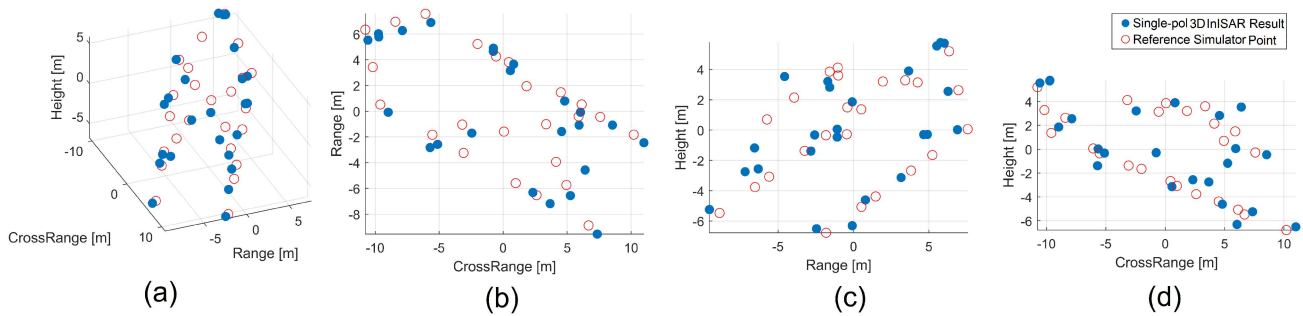 5
0
-5
Height [m]
-10
0
10
CrossRange [m]
-5
0
5
Range [m]
(a)
6
4
2
0
-2
-4
-6
-8
Range [m]
-10
-5
0
5
10
CrossRange [m]
(b)
4
2
0
-2
-4
-6
Height [m]
-5
0
5
Range [m]
(c)
Single-pol 3D InISAR Result
Reference Simulator Point
4
2
0
-2
-4
-6
Height [m]
-10
-5
0
5
10
CrossRange [m]
(d)